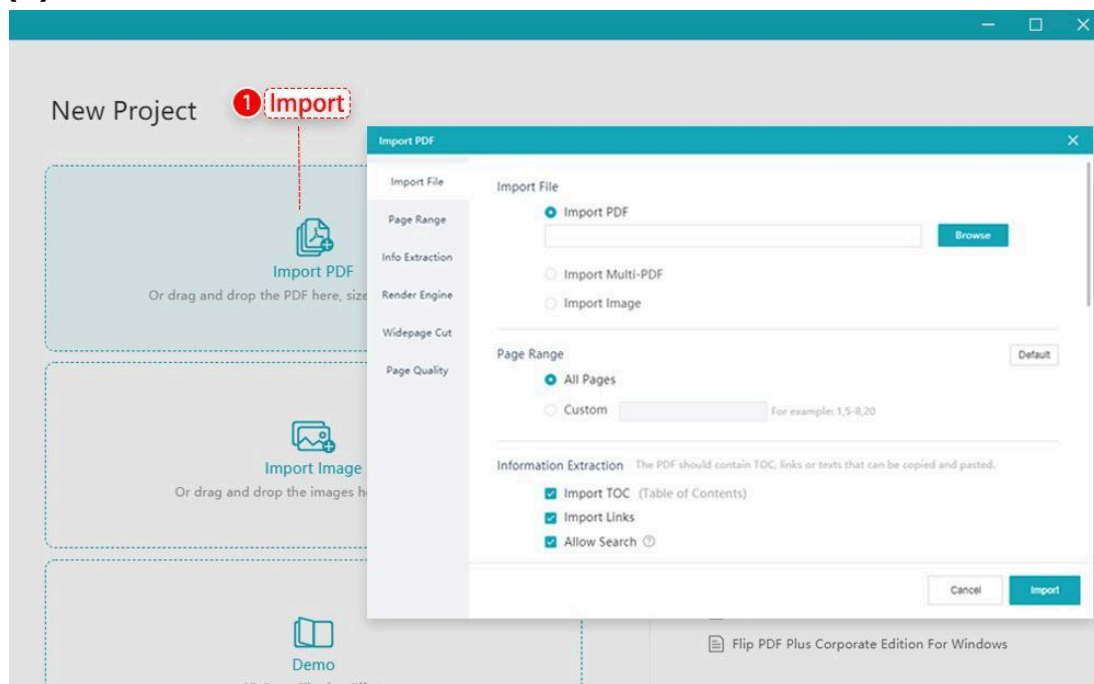 New Project
1 Import
Import PDF
Or drag and drop the PDF here, size
Import Image
Or drag and drop the images
Demo
Import PDF
Import File
Page Range
Info Extraction
Render Engine
Widepage Cut
Page Quality
Import File
Import PDF
Browse
Import Multi-PDF
Import Image
Page Range
Default
All Pages
Custom
For example: 1,5-8,20
Information Extraction The PDF should contain TOC, links or texts that can be copied and pasted.
Import TOC (Table of Contents)
Import Links
Allow Search ?
Cancel
Import
Flip PDF Plus Corporate Edition For Windows